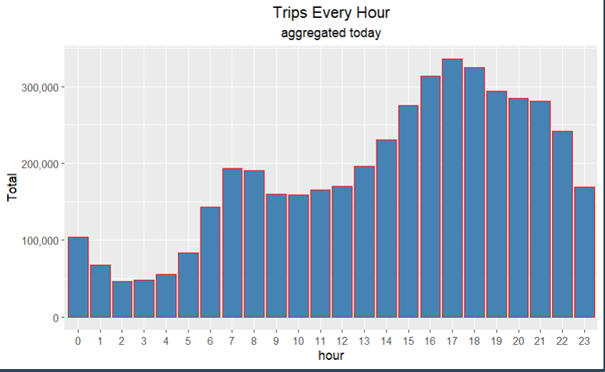 Trips Every Hour
aggregated today
Total
300,000
200,000
100,000
0
0 1 2 3 4 5 6 7 8 9 10 11 12 13 14 15 16 17 18 19 20 21 22 23
hour